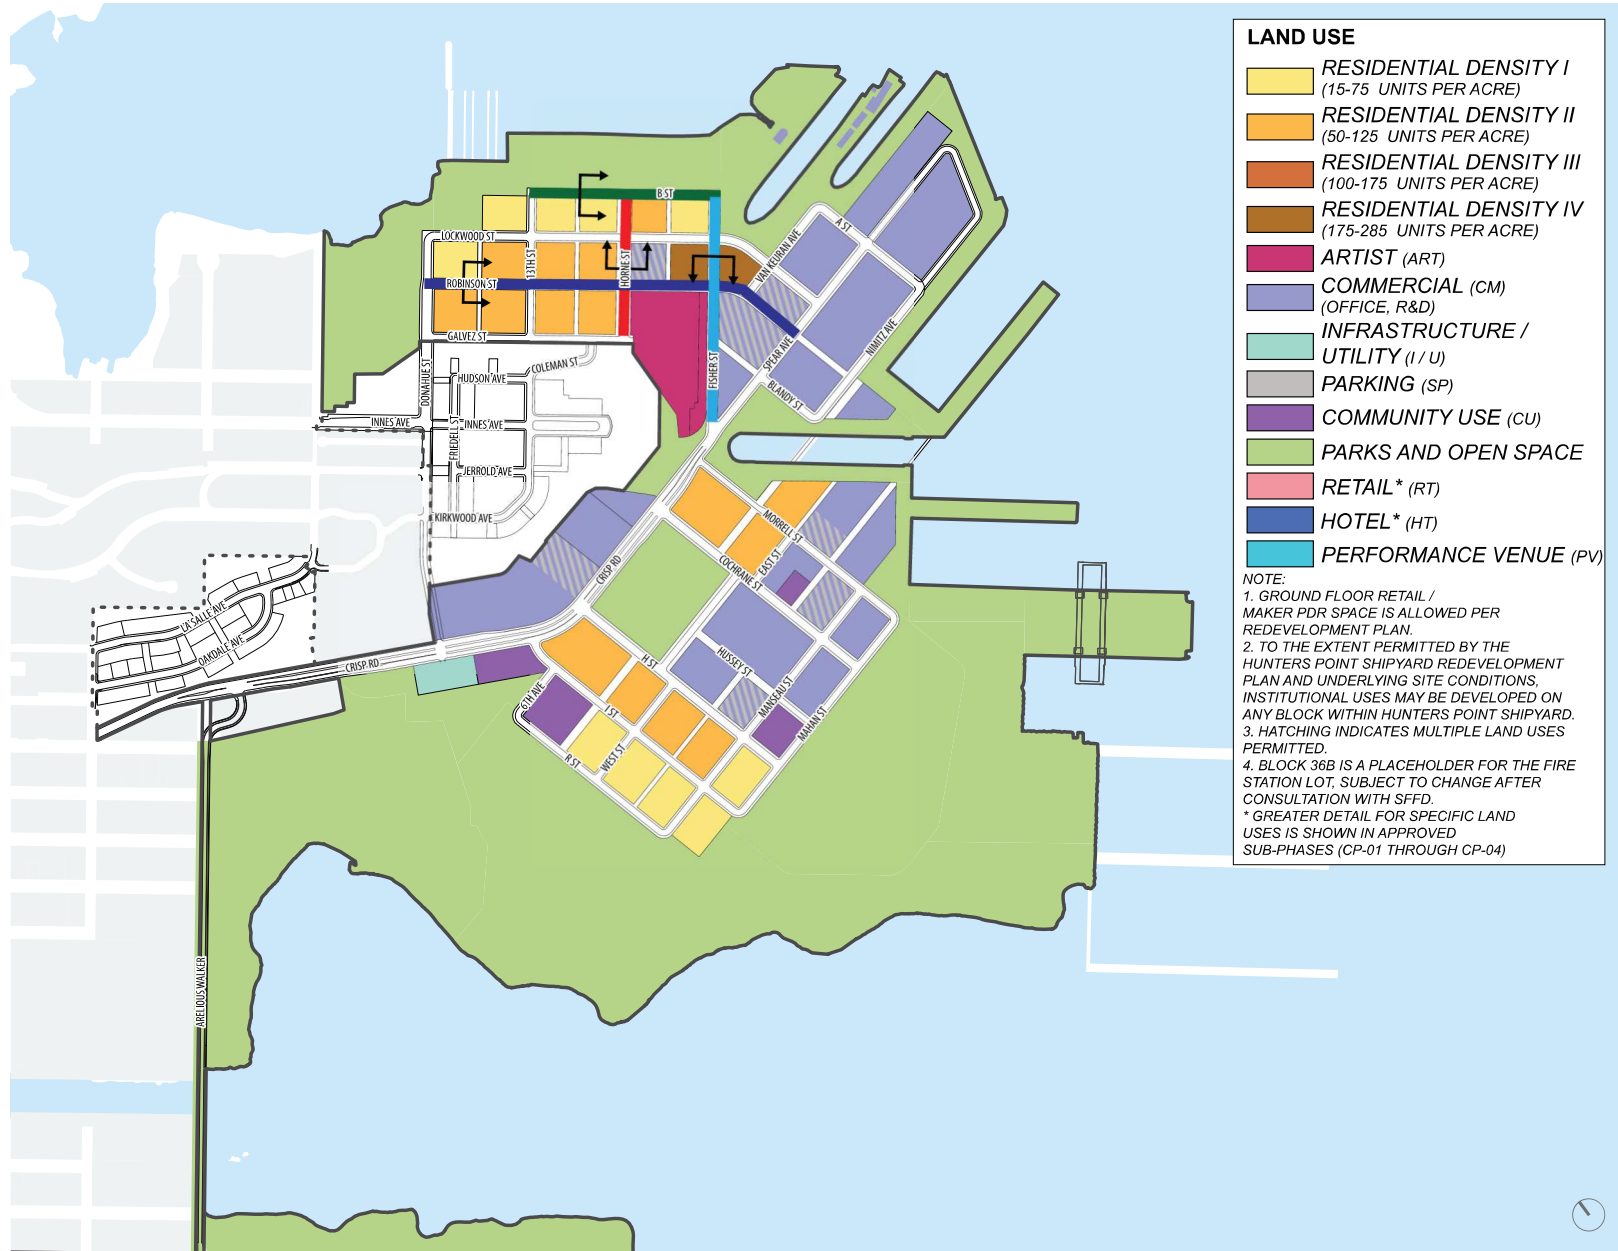 LAND USE
RESIDENTIAL DENSITY I
(15-75 UNITS PER ACRE)
RESIDENTIAL DENSITY II
(50-125 UNITS PER ACRE)
RESIDENTIAL DENSITY III
(100-175 UNITS PER ACRE)
RESIDENTIAL DENSITY IV
(175-285 UNITS PER ACRE)
ARTIST (ART)
COMMERCIAL (CM)
(OFFICE, R&D)
INFRASTRUCTURE /
UTILITY (I / U)
PARKING (SP)
COMMUNITY USE (CU)
PARKS AND OPEN SPACE
RETAIL* (RT)
HOTEL* (HT)
PERFORMANCE VENUE (PV)
NOTE:
1. GROUND FLOOR RETAIL /
MAKER PDR SPACE IS ALLOWED PER
REDEVELOPMENT PLAN.
2. TO THE EXTENT PERMITTED BY THE
HUNTERS POINT SHIPYARD REDEVELOPMENT
PLAN AND UNDERLYING SITE CONDITIONS,
INSTITUTIONAL USES MAY BE DEVELOPED ON
ANY BLOCK WITHIN HUNTERS POINT SHIPYARD.
3. HATCHING INDICATES MULTIPLE LAND USES
PERMITTED.
4. BLOCK 36B IS A PLACEHOLDER FOR THE FIRE
STATION LOT, SUBJECT TO CHANGE AFTER
CONSULTATION WITH SFFD.
* GREATER DETAIL FOR SPECIFIC LAND
USES IS SHOWN IN APPROVED
SUB-PHASES (CP-01 THROUGH CP-04)
B ST
LOCKWOOD ST
13TH ST
HORNE ST
ROBINSON ST
GALVEZ ST
A ST
VAN KEURAN AVE
NIMITZ AVE
SPEAR AVE
FISHER ST
BLANDY ST
DONAHUE ST
HUDSON AVE
COLEMAN ST
INNES AVE
FRIEDELL ST
INNES AVE
JERROLD AVE
KIRKWOOD AVE
MORRELL ST
EAST ST
COCHRANE ST
CRISP RD
LA SALLE AVE
OAKDALE AVE
CRISP RD
H ST
HUSSEY ST
MANSEAU ST
MAHAN ST
6TH AVE
I ST
WEST ST
R ST
ARELIOUS WALKER